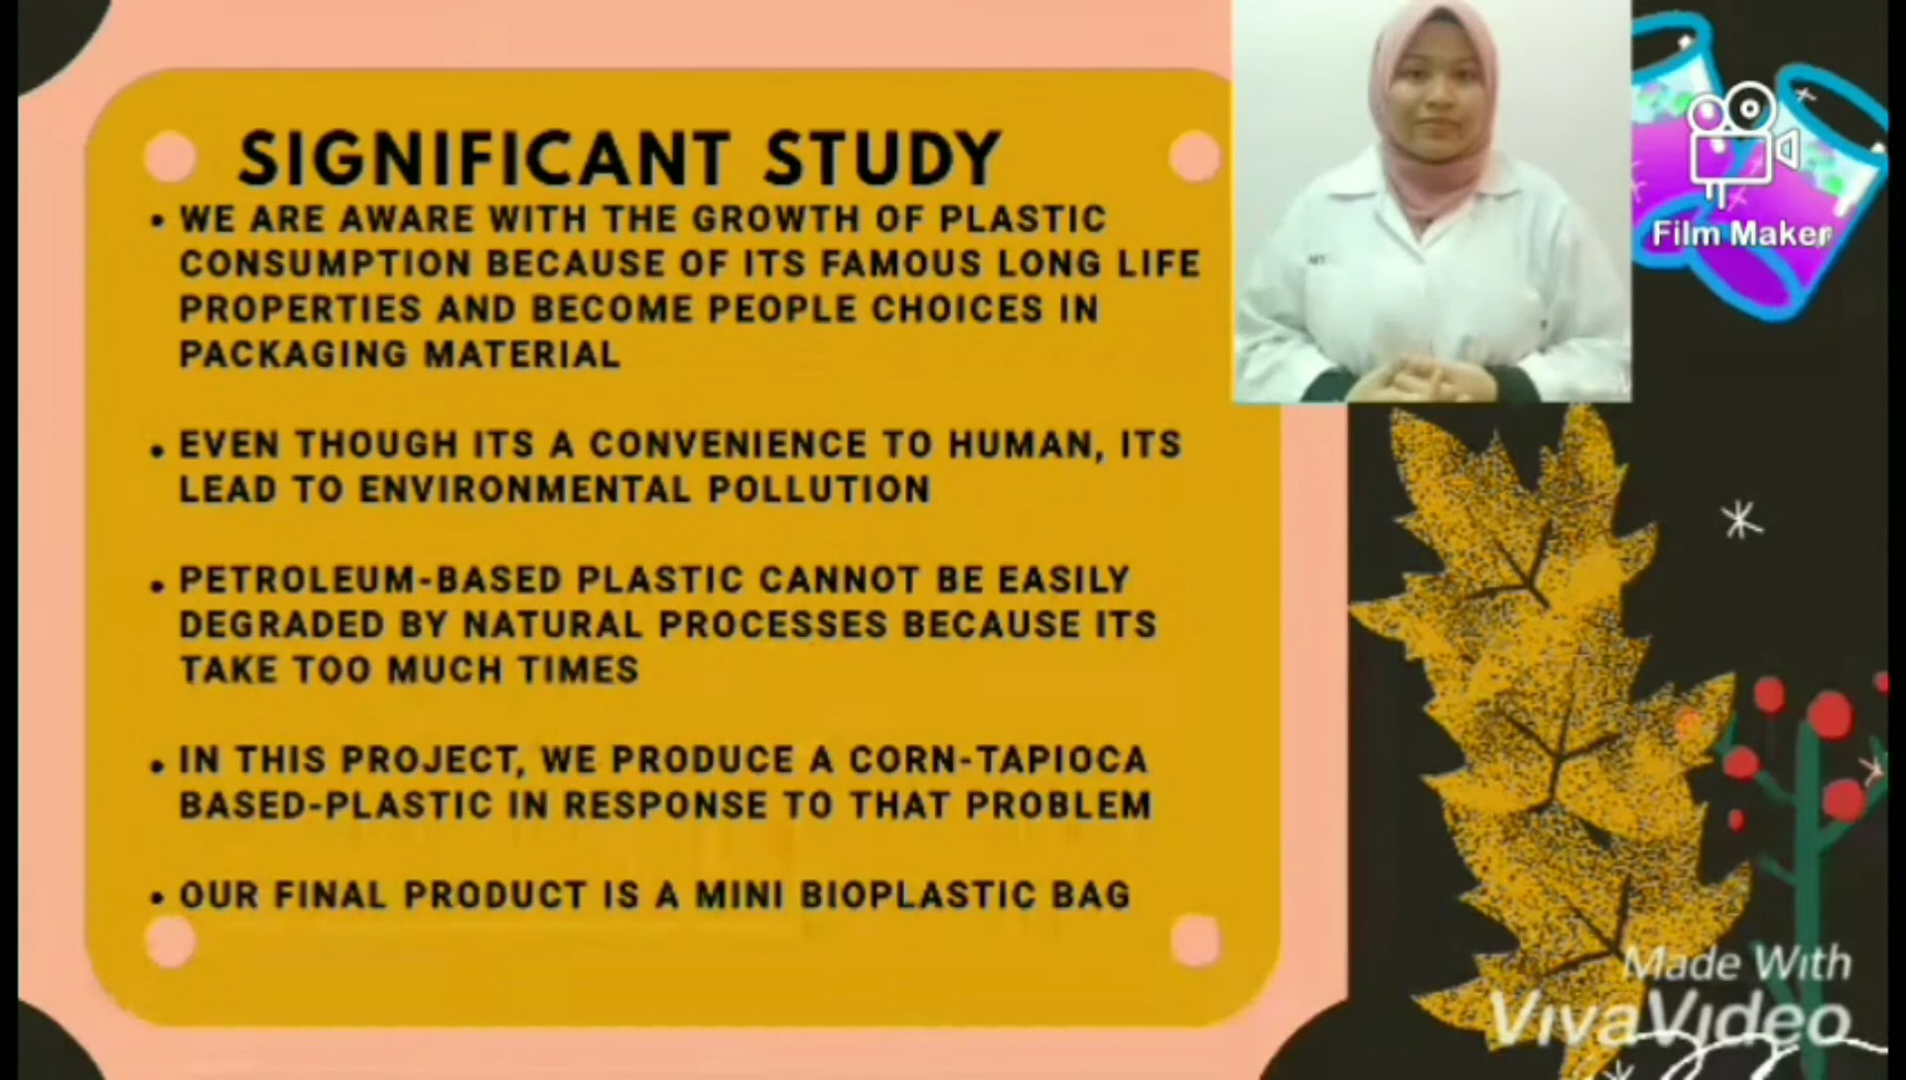 SIGNIFICANT STUDY
• WE ARE AWARE WITH THE GROWTH OF PLASTIC
CONSUMPTION BECAUSE OF ITS FAMOUS LONG LIFE
PROPERTIES AND BECOME PEOPLE CHOICES IN
PACKAGING MATERIAL
• EVEN THOUGH ITS A CONVENIENCE TO HUMAN, ITS
LEAD TO ENVIRONMENTAL POLLUTION
• PETROLEUM-BASED PLASTIC CANNOT BE EASILY
DEGRADED BY NATURAL PROCESSES BECAUSE ITS
TAKE TOO MUCH TIMES
• IN THIS PROJECT, WE PRODUCE A CORN-TAPIOCA
BASED-PLASTIC IN RESPONSE TO THAT PROBLEM
• OUR FINAL PRODUCT IS A MINI BIOPLASTIC BAG
Film Maker
Made With
VivaVideo